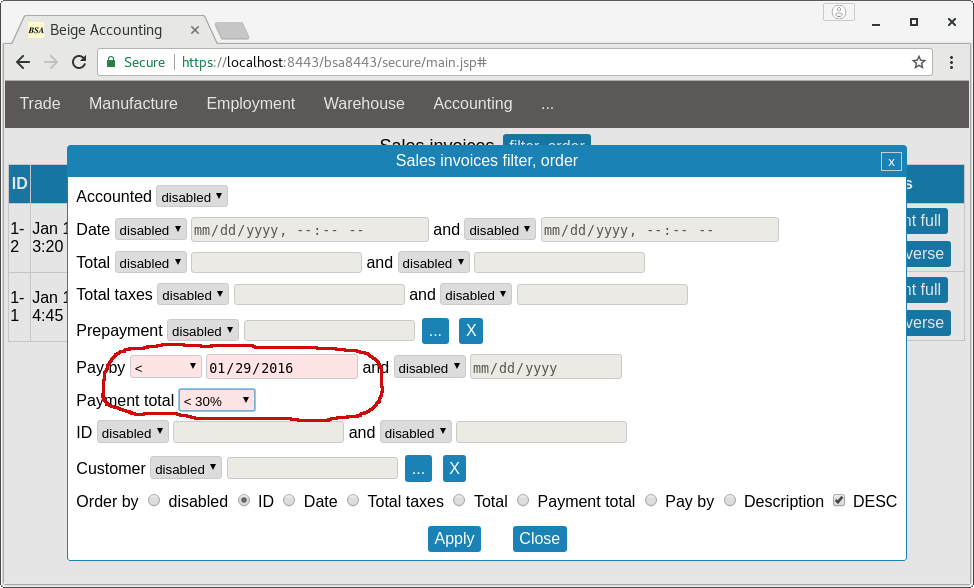 BSA Beige Accounting
Secure https://localhost:8443/bsa8443/secure/main.jsp#
Trade Manufacture Employment Warehouse Accounting ...
Sales invoices filter, order
Sales invoices filter, order x
ID
1-2 Jan 1
3:20
nt full
verse
1-1 Jan 1
4:45
nt full
verse
Accounted disabled
Date disabled mm/dd/yyyy, --:-- -- and disabled mm/dd/yyyy, --:-- --
Total disabled and disabled
Total taxes disabled and disabled
Prepayment disabled ... X
Pay by < 01/29/2016 and disabled mm/dd/yyyy
Payment total < 30%
ID disabled and disabled
Customer disabled ... X
Order by disabled ID Date Total taxes Total Payment total Pay by Description DESC
Apply Close